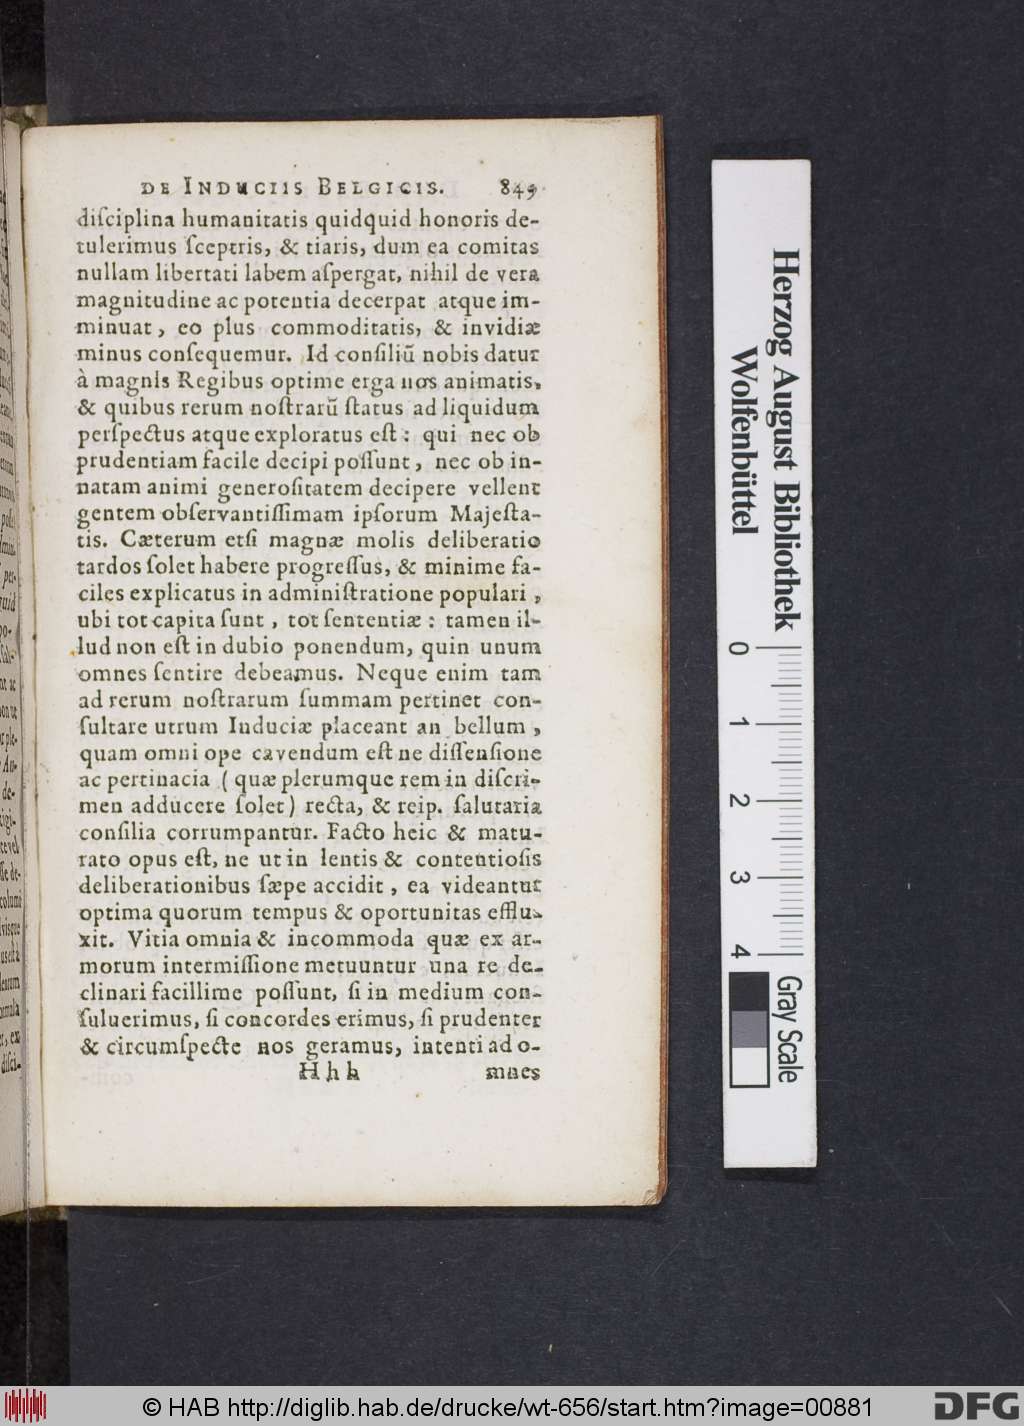 DE INDUCIIS BELGICIS. 849
diſciplina humanitatis quidquid honoris de-
tulerimus ſceptris, & tiaris, dum ea comitas
nullam libertati labem aſpergat, nihil de vera
magnitudine ac potentia decerpat atque im-
minuat, eo plus commoditatis, & invidiæ
minus conſequemur. Id conſiliũ nobis datur
à magnis Regibus optime erga nos animatis,
& quibus rerum noſtrarũ ſtatus ad liquidum
perſpectus atque exploratus eſt: qui nec ob
prudentiam facile decipi poſſunt, nec ob in-
natam animi generoſitatem decipere vellent
gentem obſervantiſſimam ipſorum Majeſta-
tis. Cæterum etſi magnæ molis deliberatio
tardos ſolet habere progreſſus, & minime fa-
ciles explicatus in adminiſtratione populari,
ubi tot capita ſunt, tot ſententiæ: tamen il-
lud non eſt in dubio ponendum, quin unum
omnes ſentire debeamus. Neque enim tam
ad rerum noſtrarum ſummam pertinet con-
ſultare utrum Induciæ placeant an bellum,
quam omni ope cavendum eſt ne diſſenſione
ac pertinacia (quæ plerumque rem in diſcri-
men adducere ſolet) recta, & reip. ſalutaria
conſilia corrumpantur. Facto heic & matu-
rato opus eſt, ne ut in lentis & contentioſis
deliberationibus ſæpe accidit, ea videantur
optima quorum tempus & oportunitas efflu-
xit. Vitia omnia & incommoda quæ ex ar-
morum intermiſſione metuuntur una re de-
clinari facillime poſſunt, ſi in medium con-
ſuluerimus, ſi concordes erimus, ſi prudenter
& circumſpecte nos geramus, intenti ad o-
Hhh mnes
Herzog August Bibliothek
Wolfenbüttel
0 1 2 3 4
Gray Scale
© HAB http://diglib.hab.de/drucke/wt-656/start.htm?image=00881
DFG